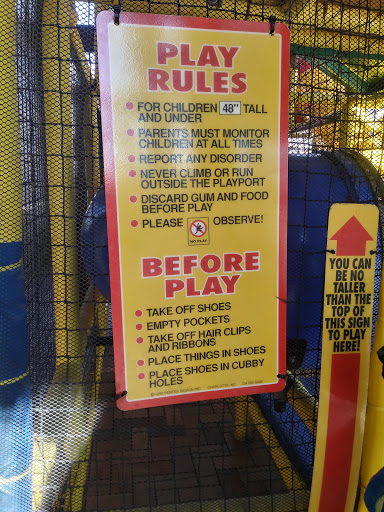 PLAY
RULES
FOR CHILDREN 48" TALL
AND UNDER
PARENTS MUST MONITOR
CHILDREN AT ALL TIMES
REPORT ANY DISORDER
NEVER CLIMB OR RUN
OUTSIDE THE PLAYPORT
DISCARD GUM AND FOOD
BEFORE PLAY
PLEASE OBSERVE!
NO PLAY
BEFORE
PLAY
TAKE OFF SHOES
EMPTY POCKETS
TAKE OFF HAIR CLIPS
AND RIBBONS
PLACE THINGS IN SHOES
PLACE SHOES IN CUBBY
HOLES
YOU CAN
BE NO
TALLER
THAN THE
TOP OF
THIS SIGN
TO PLAY
HERE!